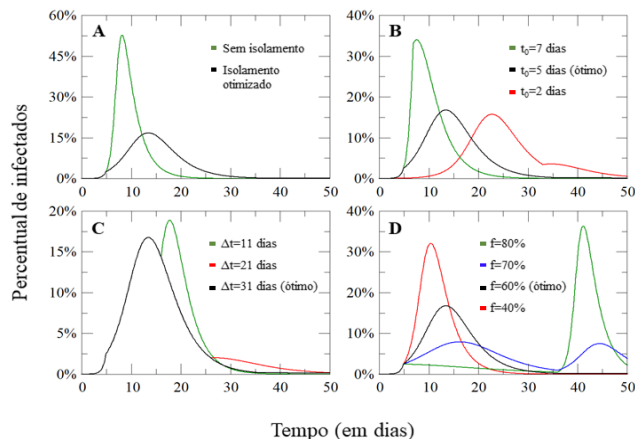 Percentual de infectados
A
60%
45%
30%
15%
0%
0 10 20 30 40 50
Sem isolamento
Isolamento
otimizado
B
40%
30%
20%
10%
0%
0 10 20 30 40 50
t₀=7 dias
t₀=5 dias (ótimo)
t₀=2 dias
C
20%
15%
10%
5%
0%
0 10 20 30 40 50
Δt=11 dias
Δt=21 dias
Δt=31 dias (ótimo)
D
40%
30%
20%
10%
0%
0 10 20 30 40 50
f=80%
f=70%
f=60% (ótimo)
f=40%
Tempo (em dias)